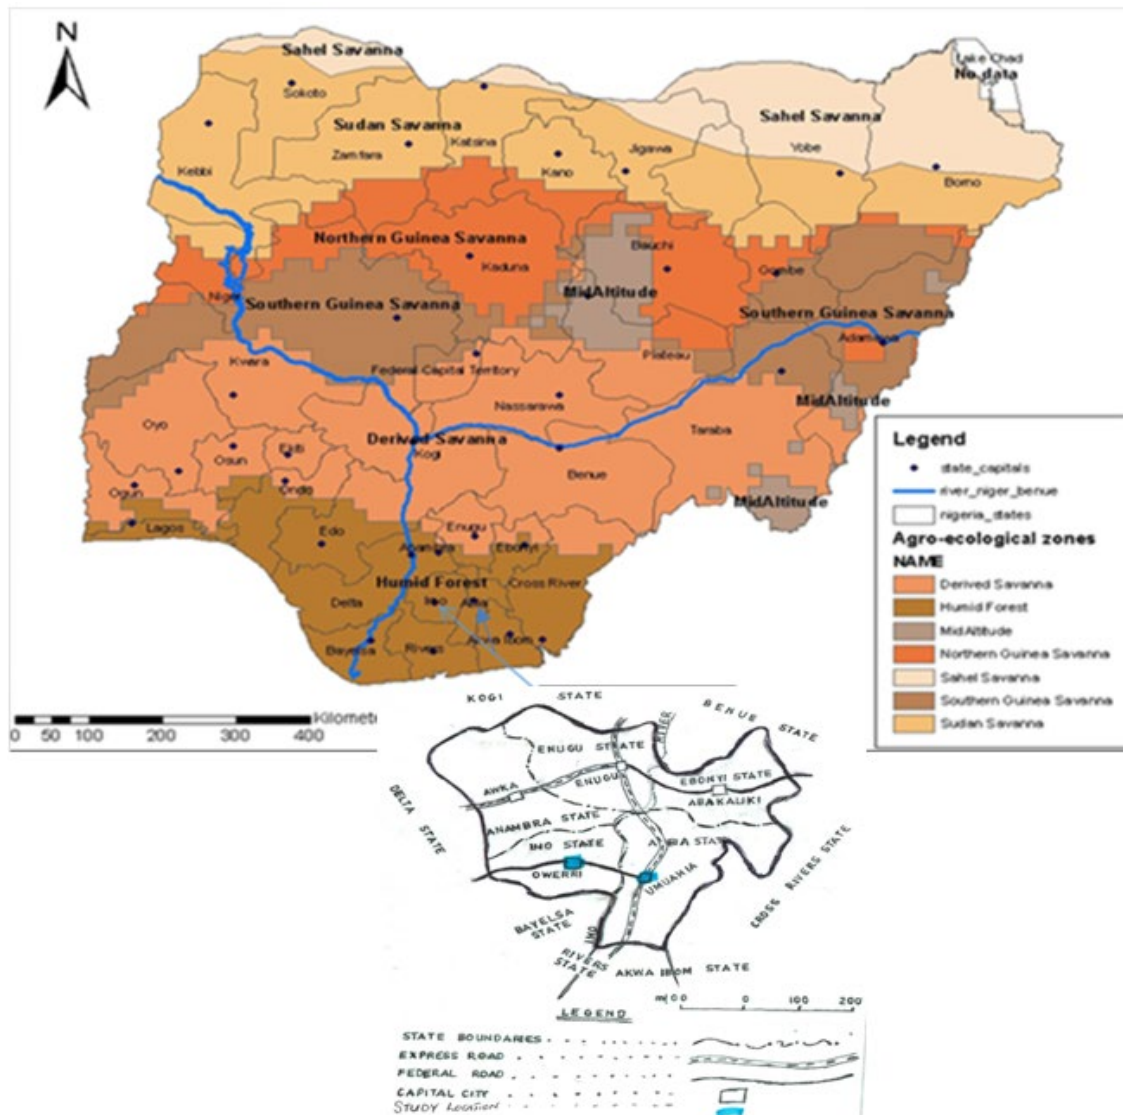 N
Sahel Savanna
Lake Chad
No data
Sokoto
Sudan Savanna
Katsina
Zamfara
Sahel Savanna
Yobe
Jigawa
Kano
Kebbi
Borno
Northern Guinea Savanna
Bauchi
Kaduna
Gombe
Niger
MidAltitude
Southern Guinea Savanna
Southern Guinea Savanna
Adamawa
Kwara
Plateau
Federal Capital Territory
MidAltitude
Nassarawa
Oyo
Taraba
Derived Savanna
Kogi
Ekiti
Osun
Benue
Ogun
Ondo
MidAltitude
Lagos
Edo
Enugu
Anambra
Ebonyi
Humid Forest
Cross River
Delta
Imo
Abia
Akwa Ibom
Bayelsa
Rivers
Kilomet
0 50 100 200 300 400
Legend
state_capitals
river_niger_benue
nigeria_states
Agro-ecological zones
NAME
Derived Savanna
Humid Forest
MidAltitude
Northern Guinea Savanna
Sahel Savanna
Southern Guinea Savanna
Sudan Savanna
KOGI STATE
BENUE STATE
RIVER
ENUGU STATE
ENUGU
EBONYI STATE
AWKA
ABAKALIKI
DELTA STATE
ANAMBRA STATE
IMO STATE
ABIA STATE
OWERRI
UMUAHIA
CROSS RIVERS STATE
BAYELSA STATE
IMO
RIVERS STATE
AKWA IBOM STATE
0 100 200
LEGEND
STATE BOUNDARIES
EXPRESS ROAD
FEDERAL ROAD
CAPITAL CITY
STUDY LOCATION